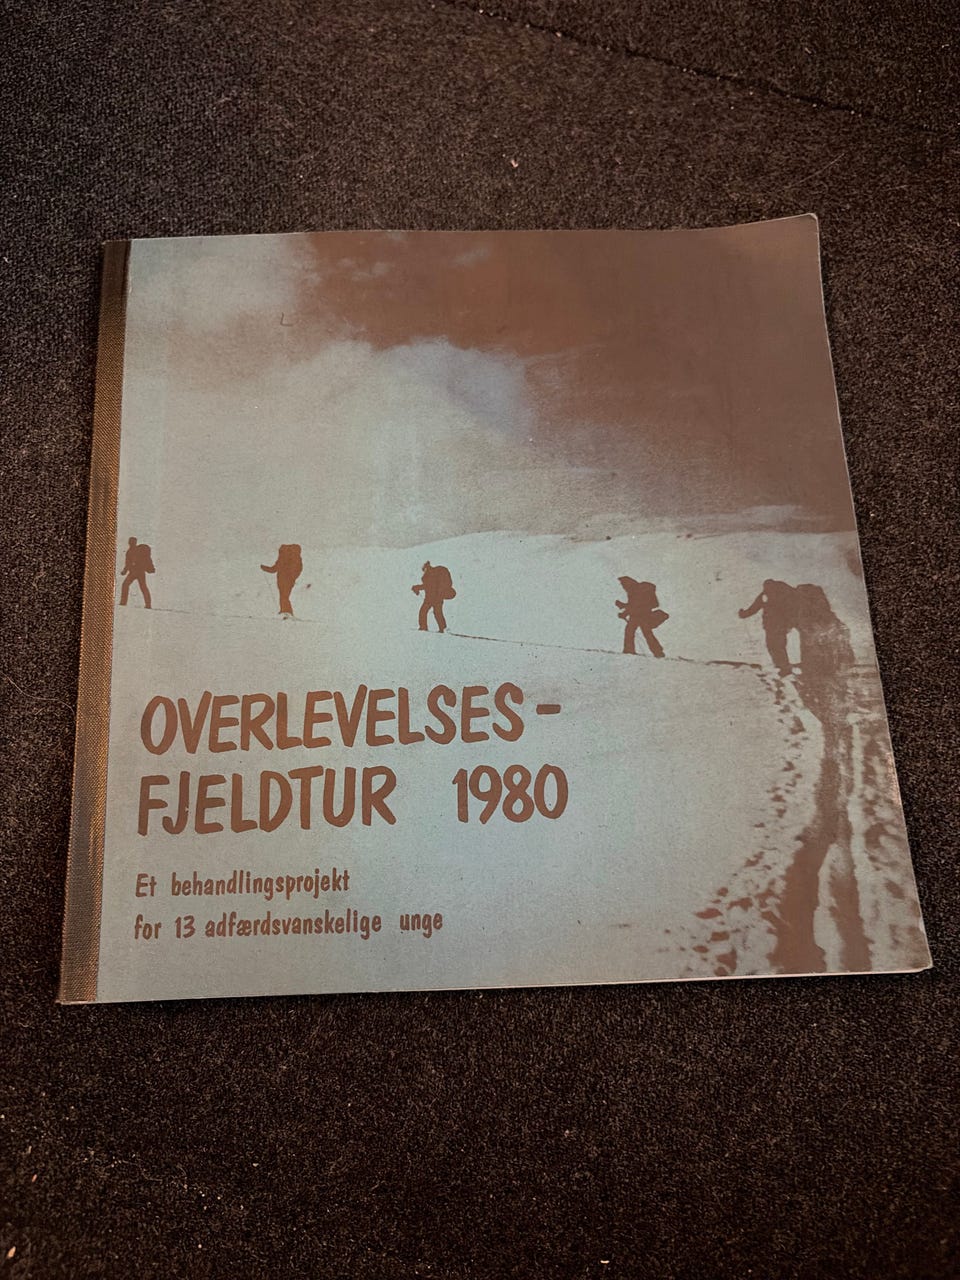 OVERLEVELSES-
FJELDTUR 1980
Et behandlingsprojekt
for 13 adfærdsvanskelige unge